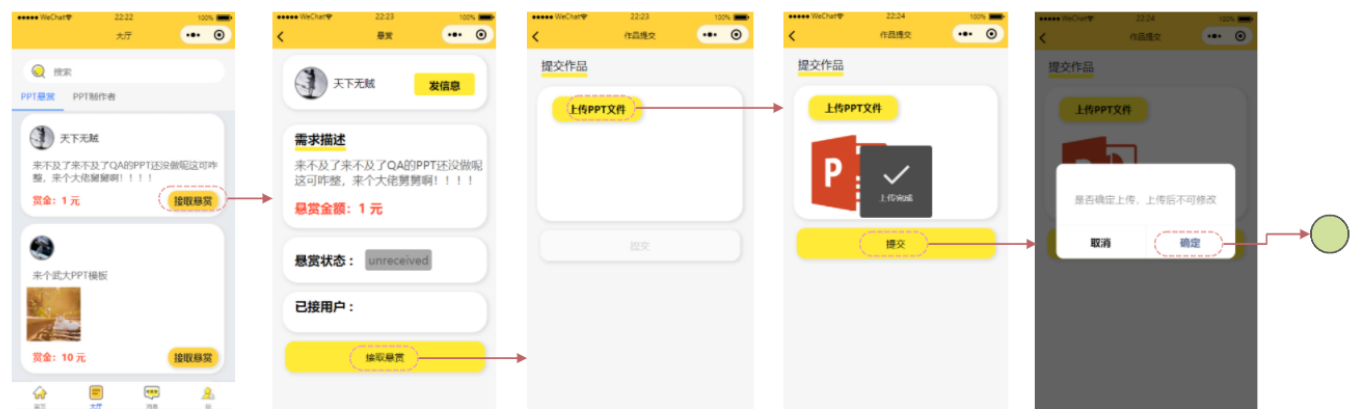 WeChat 22:22 100%
大厅
搜索
PPT悬赏 PPT制作者
天下无贼
来不及了来不及了QA的PPT还没做呢这可咋
整，来个大佬舅舅啊！！！！
赏金：1 元
接取悬赏
来个武大PPT模板
赏金：10 元
接取悬赏
大厅
WeChat 22:23 100%
悬赏
天下无贼
发信息
需求描述
来不及了来不及了QA的PPT还没做呢
这可咋整，来个大佬舅舅啊！！！！
悬赏金额：1 元
悬赏状态： unreceived
已接用户：
接取悬赏
WeChat 22:23 100%
作品提交
提交作品
上传PPT文件
提交
WeChat 22:24 100%
作品提交
提交作品
上传PPT文件
P
上传完成
提交
WeChat 22:24 100%
作品提交
提交作品
上传PPT文件
是否确定上传，上传后不可修改
取消 确定